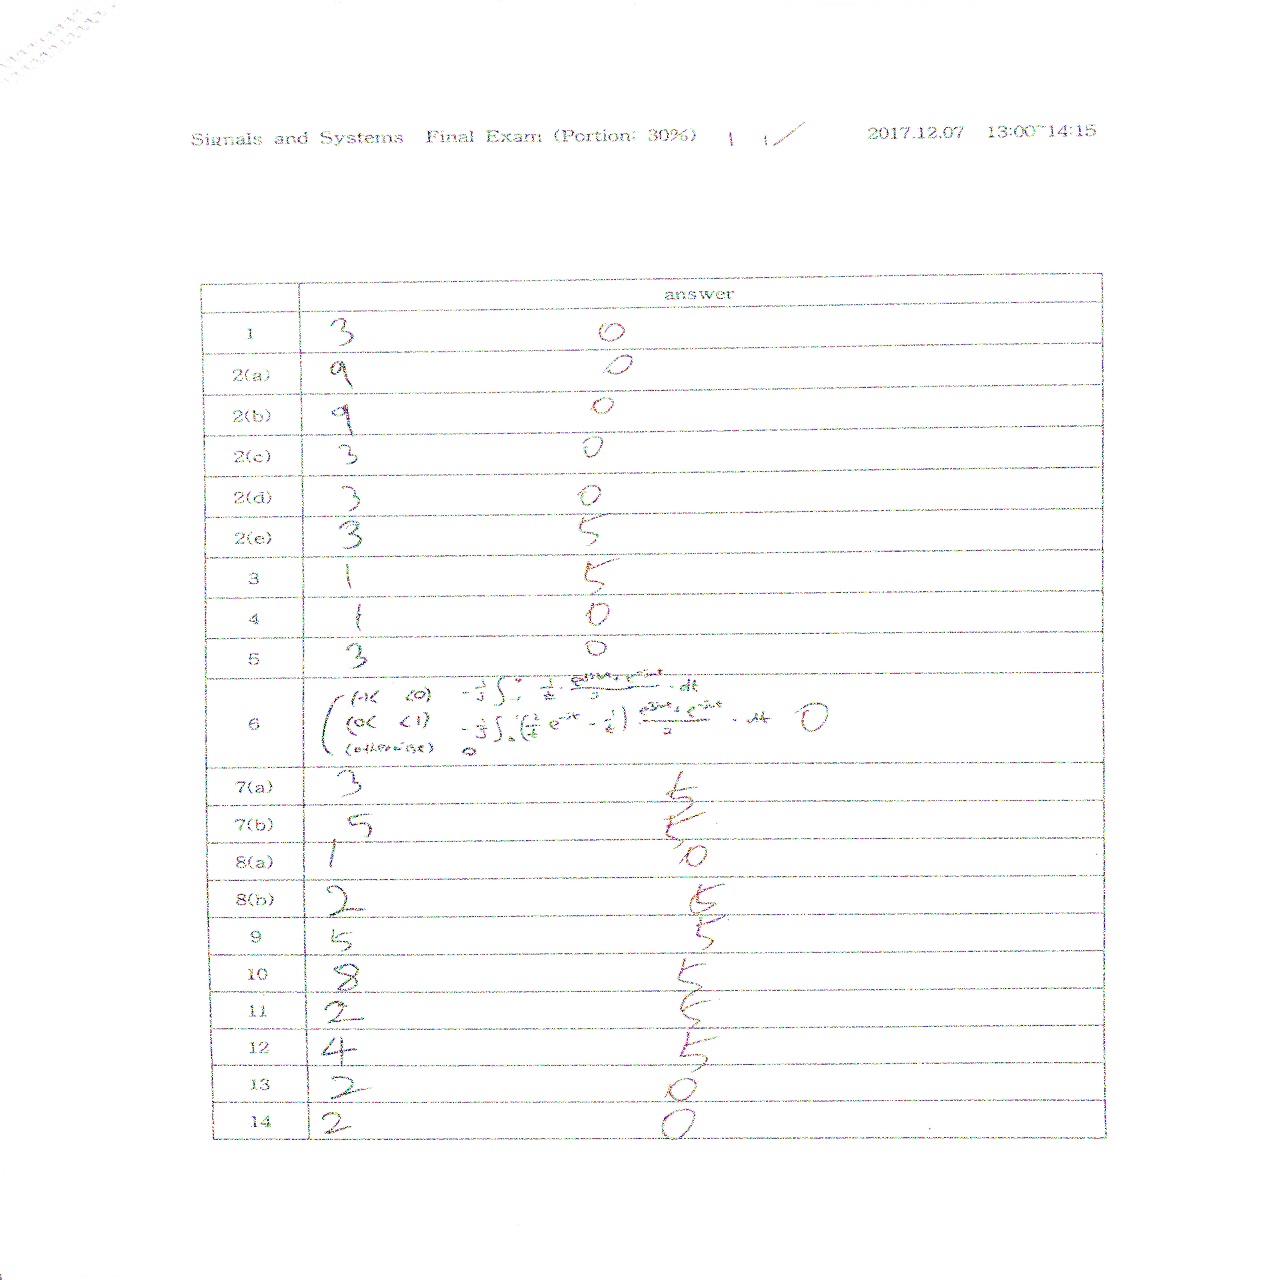 Signals and Systems Final Exam (Portion: 30%) 2017.12.07 13:00~14:15
answer
1 3 0
2(a) 9 0
2(b) 9 0
2(c) 3 0
2(d) 3 0
2(e) 3 5
3 1 5
4 1 0
5 3 0
6 0
(otherwise) 0
7(a) 3 5
7(b) 5 5
8(a) 1 0
8(b) 2 5
9 5 5
10 8 5
11 2 5
12 4 5
13 2 0
14 2 0